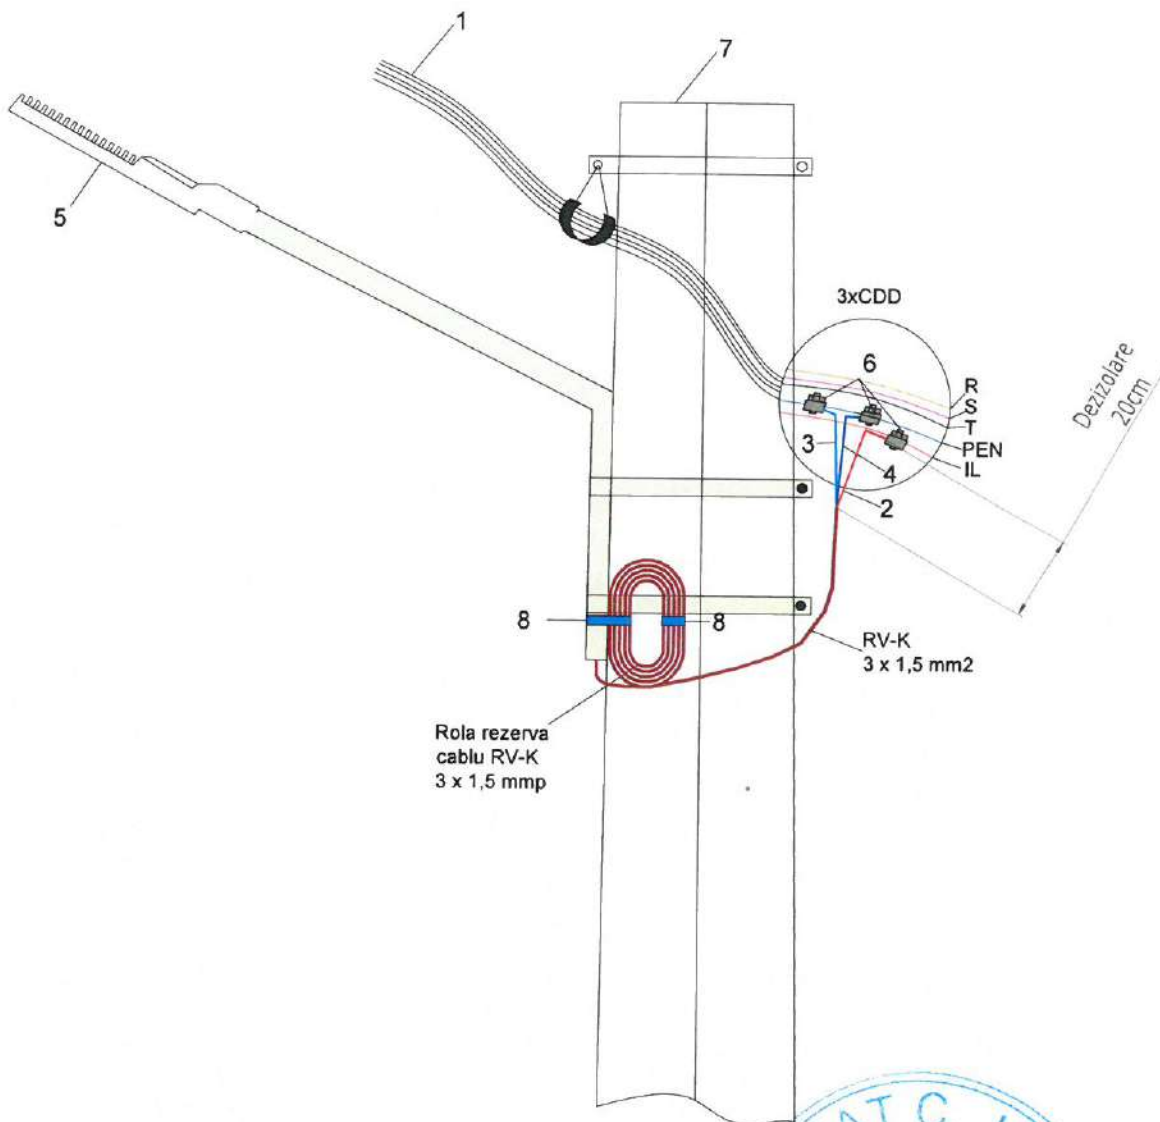 1
7
5
3xCDD
6
R
S
T
PEN
IL
3
4
2
Dezizolare
20cm
8
8
RV-K
3 x 1,5 mm2
Rola rezerva
cablu RV-K
3 x 1,5 mmp
ATC